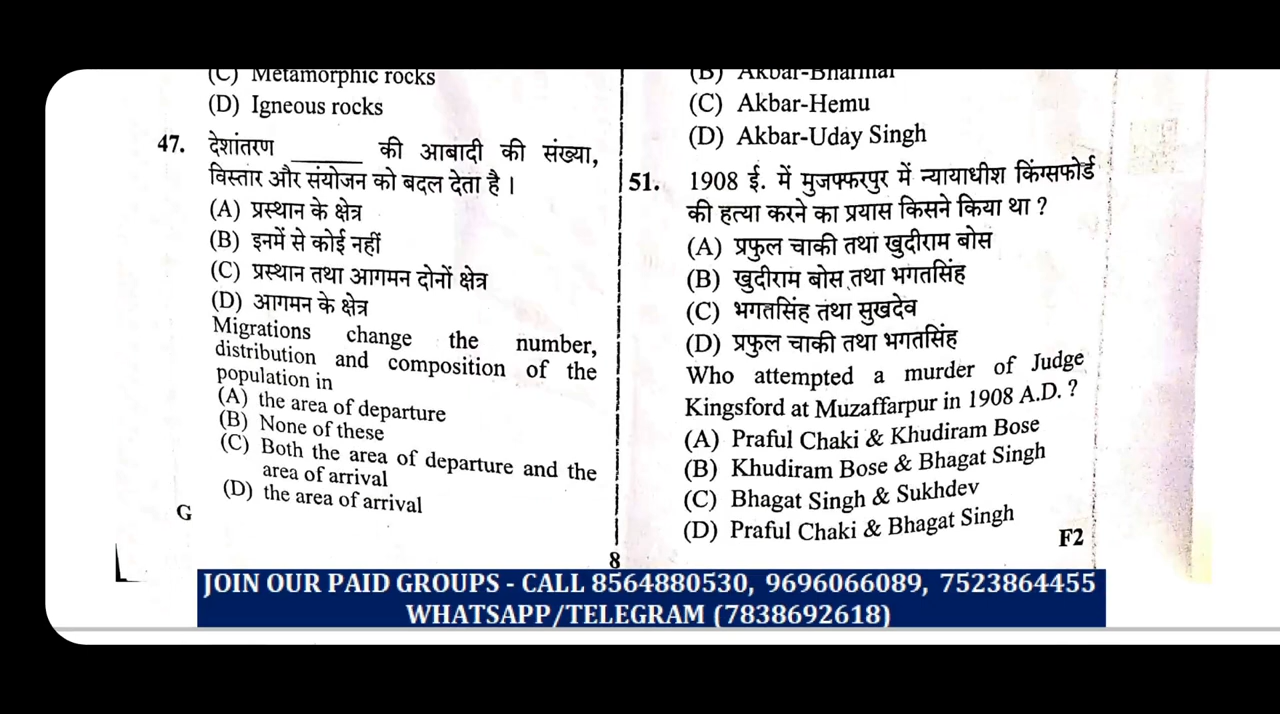 (C) Metamorphic rocks
(D) Igneous rocks
47. देशांतरण ______ की आबादी की संख्या,
विस्तार और संयोजन को बदल देता है ।
(A) प्रस्थान के क्षेत्र
(B) इनमें से कोई नहीं
(C) प्रस्थान तथा आगमन दोनों क्षेत्र
(D) आगमन के क्षेत्र
Migrations change the number,
distribution and composition of the
population in
(A) the area of departure
(B) None of these
(C) Both the area of departure and the
area of arrival
(D) the area of arrival
G
(B) Akbar-Bharmal
(C) Akbar-Hemu
(D) Akbar-Uday Singh
51. 1908 ई. में मुजफ्फरपुर में न्यायाधीश किंग्सफोर्ड
की हत्या करने का प्रयास किसने किया था ?
(A) प्रफुल चाकी तथा खुदीराम बोस
(B) खुदीराम बोस तथा भगतसिंह
(C) भगतसिंह तथा सुखदेव
(D) प्रफुल चाकी तथा भगतसिंह
Who attempted a murder of Judge
Kingsford at Muzaffarpur in 1908 A.D. ?
(A) Praful Chaki & Khudiram Bose
(B) Khudiram Bose & Bhagat Singh
(C) Bhagat Singh & Sukhdev
(D) Praful Chaki & Bhagat Singh
F2
8
JOIN OUR PAID GROUPS - CALL 8564880530, 9696066089, 7523864455
WHATSAPP/TELEGRAM (7838692618)